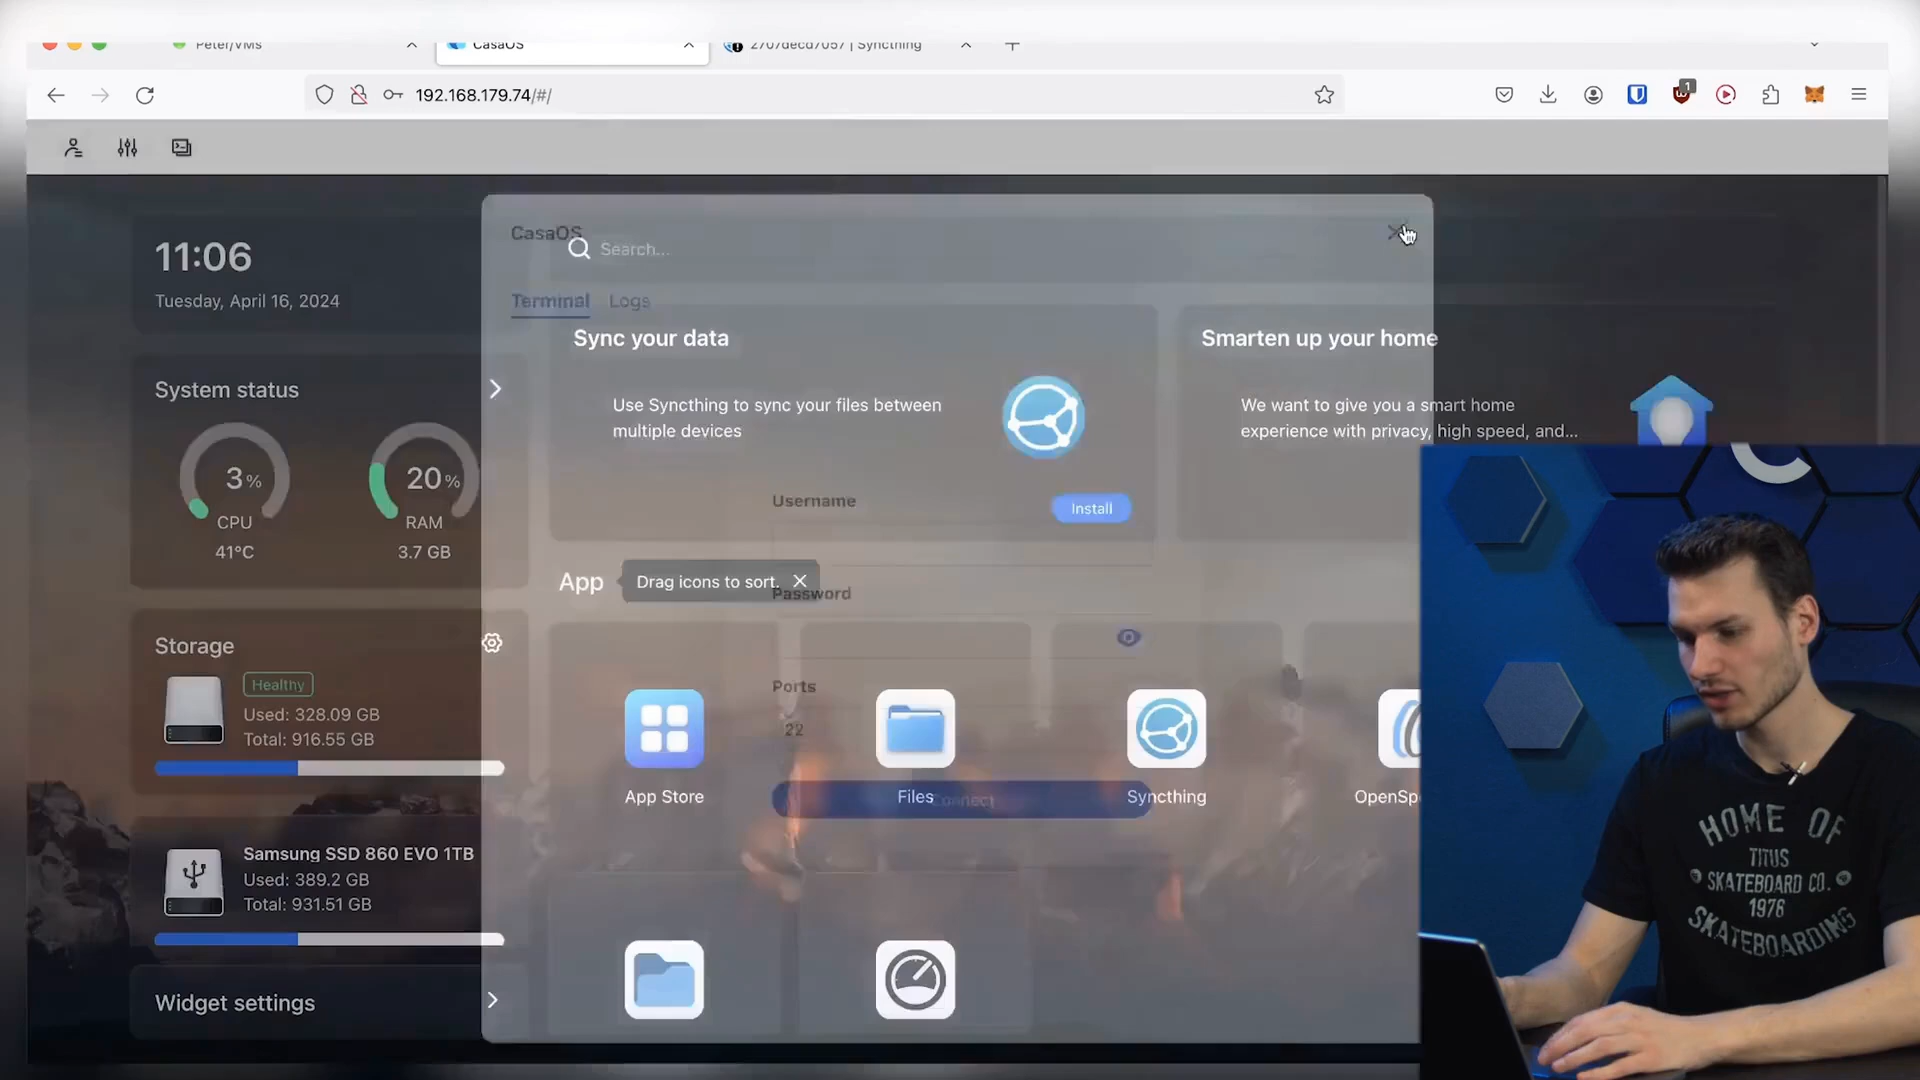 Peter/VMs
CasaOS
2707decd7057 | Syncthing
192.168.179.74/#/
1
11:06
Tuesday, April 16, 2024
CasaOS
Search...
Terminal
Logs
Sync your data
Use Syncthing to sync your files between
multiple devices
Install
Smarten up your home
We want to give you a smart home
experience with privacy, high speed, and...
System status
3%
CPU
41°C
20%
RAM
3.7 GB
Username
App
Drag icons to sort.
Password
Storage
Healthy
Used: 328.09 GB
Total: 916.55 GB
Ports
22
App Store
Files
Connect
Syncthing
OpenSp
Samsung SSD 860 EVO 1TB
Used: 389.2 GB
Total: 931.51 GB
Widget settings
HOME OF
TITUS
SKATEBOARD CO.
1978
SKATEBOARDING